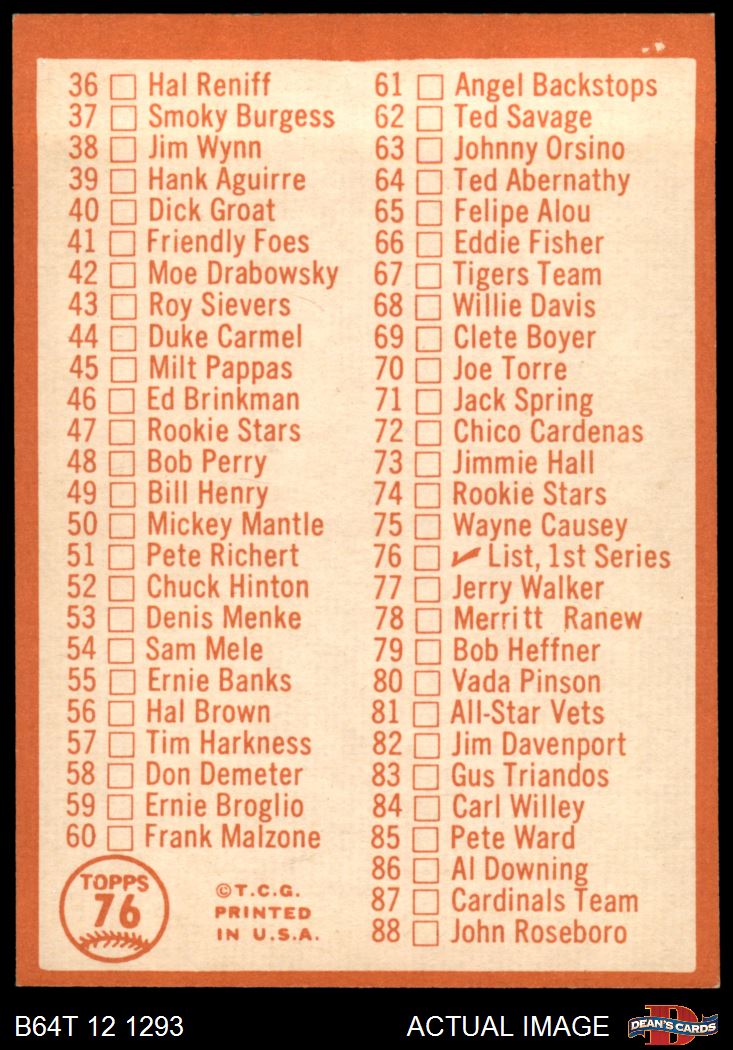 36 Hal Reniff
37 Smoky Burgess
38 Jim Wynn
39 Hank Aguirre
40 Dick Groat
41 Friendly Foes
42 Moe Drabowsky
43 Roy Sievers
44 Duke Carmel
45 Milt Pappas
46 Ed Brinkman
47 Rookie Stars
48 Bob Perry
49 Bill Henry
50 Mickey Mantle
51 Pete Richert
52 Chuck Hinton
53 Denis Menke
54 Sam Mele
55 Ernie Banks
56 Hal Brown
57 Tim Harkness
58 Don Demeter
59 Ernie Broglio
60 Frank Malzone
61 Angel Backstops
62 Ted Savage
63 Johnny Orsino
64 Ted Abernathy
65 Felipe Alou
66 Eddie Fisher
67 Tigers Team
68 Willie Davis
69 Clete Boyer
70 Joe Torre
71 Jack Spring
72 Chico Cardenas
73 Jimmie Hall
74 Rookie Stars
75 Wayne Causey
76 ✓ List, 1st Series
77 Jerry Walker
78 Merritt Ranew
79 Bob Heffner
80 Vada Pinson
81 All-Star Vets
82 Jim Davenport
83 Gus Triandos
84 Carl Willey
85 Pete Ward
86 Al Downing
87 Cardinals Team
88 John Roseboro
TOPPS
76
©T.C.G.
PRINTED
IN U.S.A.
B64T 12 1293
ACTUAL IMAGE
D
DEAN'S CARDS